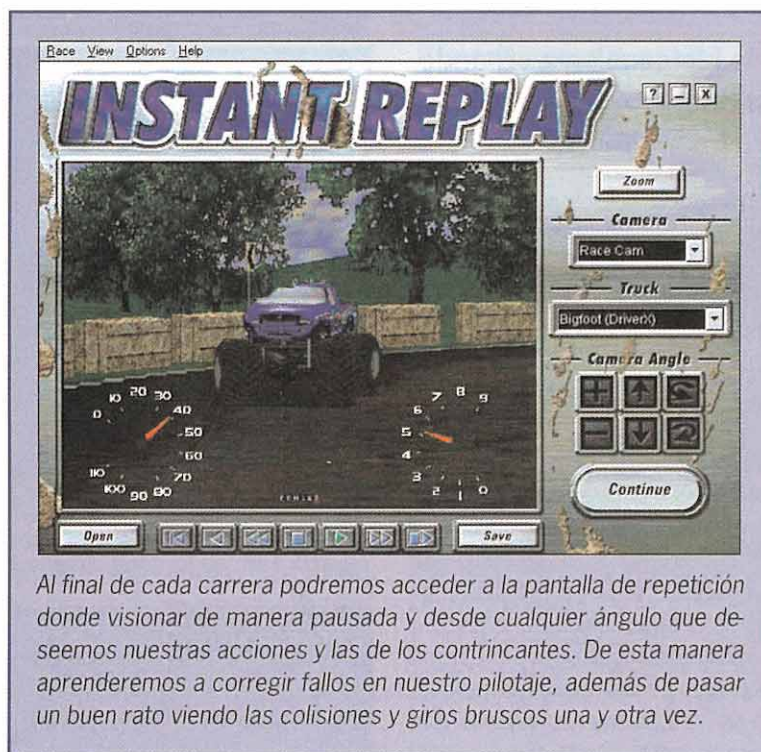 Race View Options Help
INSTANT REPLAY
? _ X
Zoom
Camera
Race Cam
Truck
Bigfoot (DriverX)
Camera Angle
0 10 20 30 40 50 60 70 80 90 100 110
0 1 2 3 4 5 6 7 8 9
Continue
Open Save
Al final de cada carrera podremos acceder a la pantalla de repetición
donde visionar de manera pausada y desde cualquier ángulo que de-
seemos nuestras acciones y las de los contrincantes. De esta manera
aprenderemos a corregir fallos en nuestro pilotaje, además de pasar
un buen rato viendo las colisiones y giros bruscos una y otra vez.